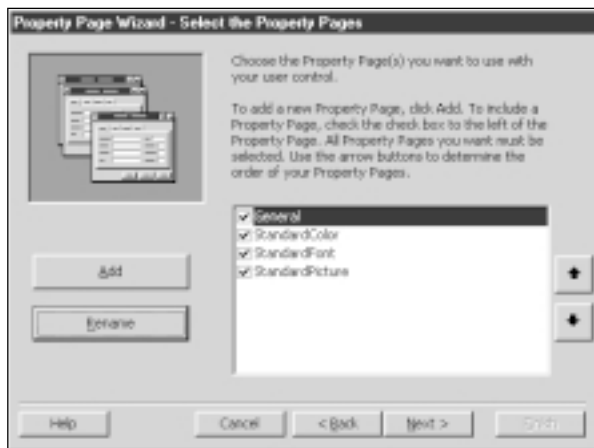 Property Page Wizard - Select the Property Pages
Choose the Property Page(s) you want to use with
your user control.
To add a new Property Page, click Add. To include a
Property Page, check the check box to the left of the
Property Page. All Property Pages you want must be
selected. Use the arrow buttons to determine the
order of your Property Pages.
General
StandardColor
StandardFont
StandardPicture
Add
Rename
Help
Cancel
< Back
Next >
Finish